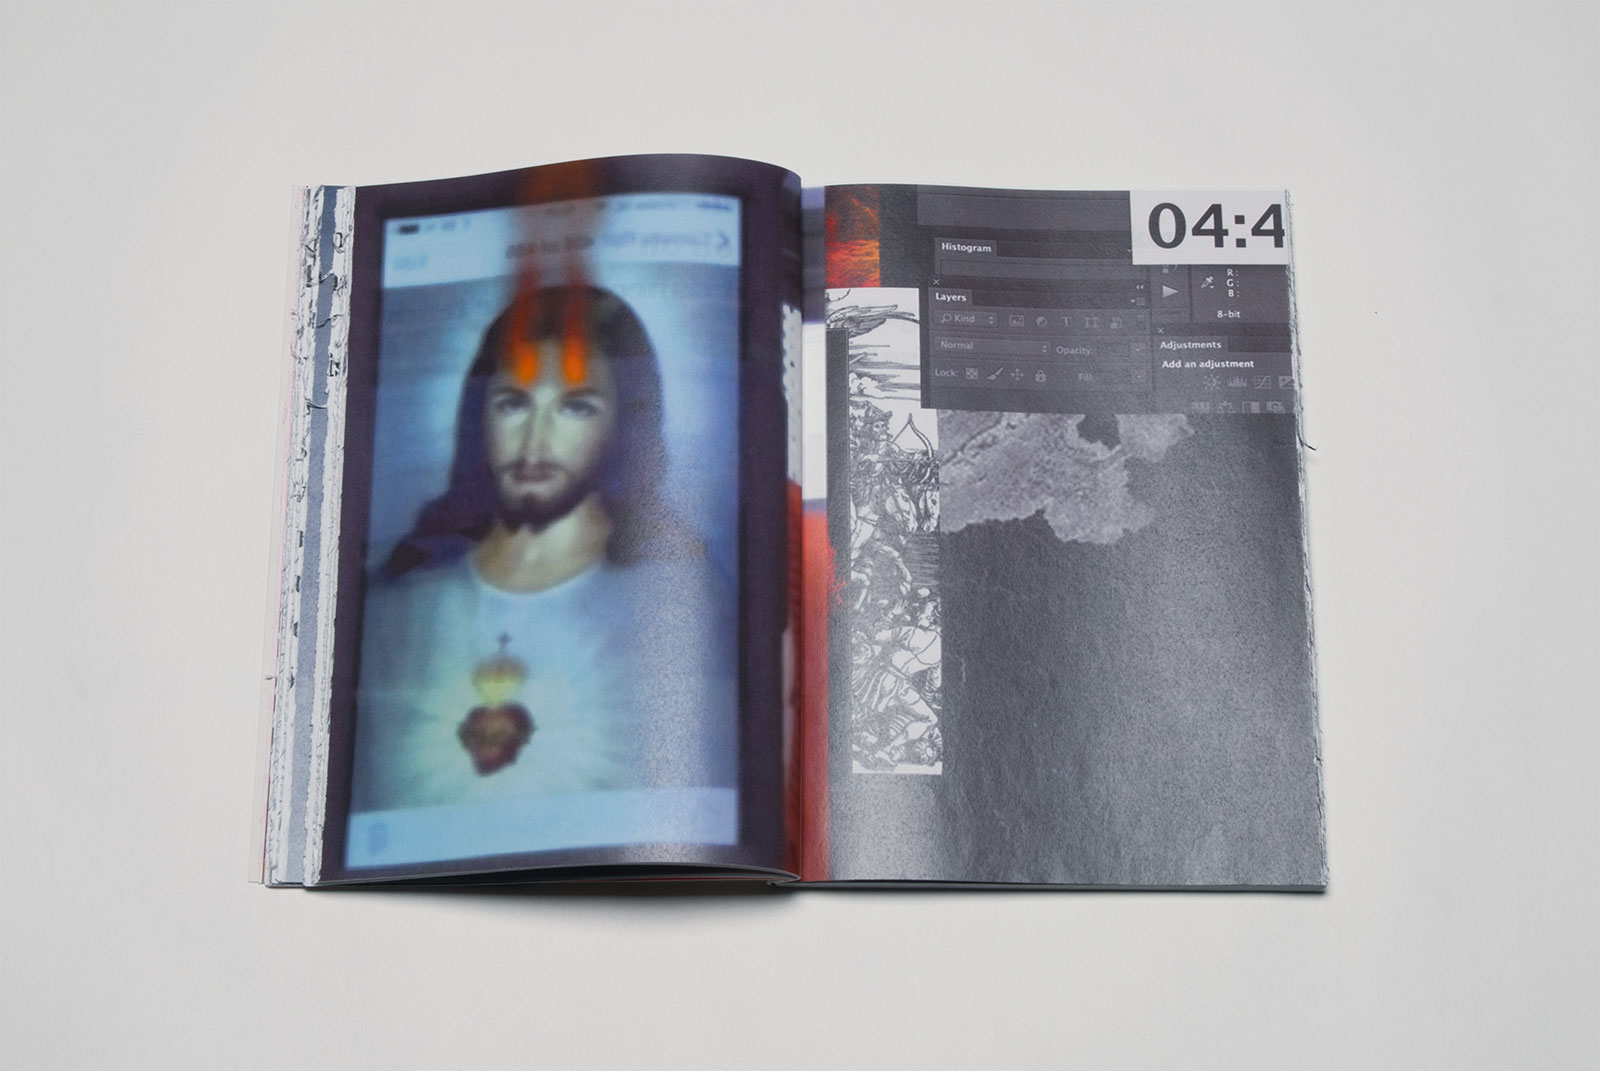 04:4
Histogram
R:
G:
B:
Layers
8-bit
Kind
Normal
Opacity:
Adjustments
Add an adjustment
Lock:
Fill: